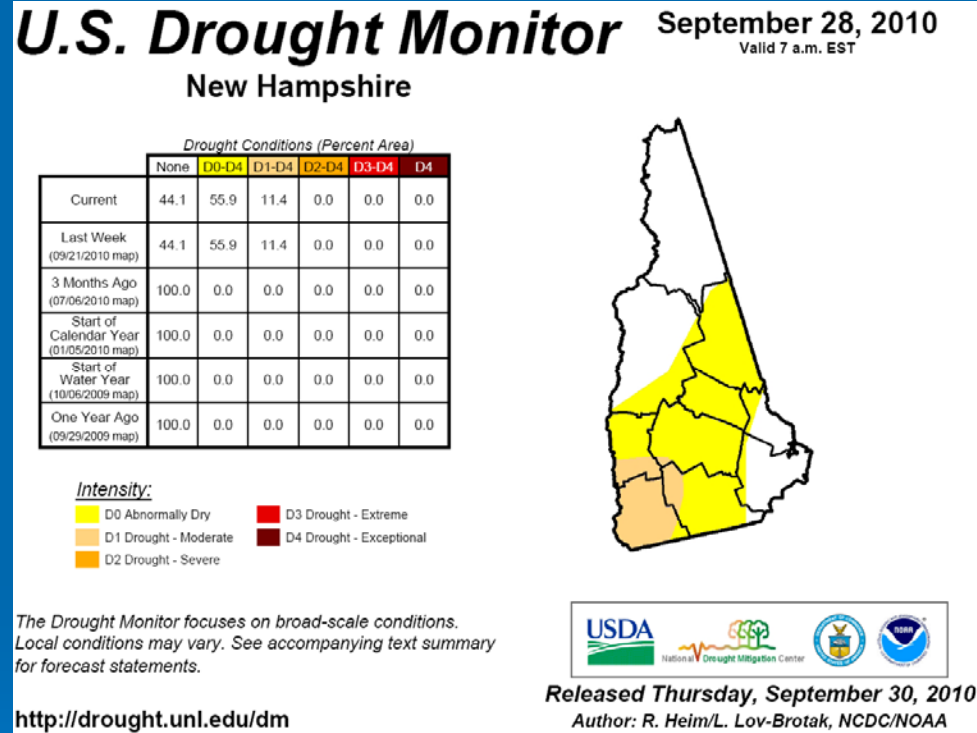 U.S. Drought Monitor
September 28, 2010
Valid 7 a.m. EST
New Hampshire
Drought Conditions (Percent Area)
None D0-D4 D1-D4 D2-D4 D3-D4 D4
Current 44.1 55.9 11.4 0.0 0.0 0.0
Last Week
(09/21/2010 map) 44.1 55.9 11.4 0.0 0.0 0.0
3 Months Ago
(07/06/2010 map) 100.0 0.0 0.0 0.0 0.0 0.0
Start of
Calendar Year
(01/05/2010 map) 100.0 0.0 0.0 0.0 0.0 0.0
Start of
Water Year
(10/06/2009 map) 100.0 0.0 0.0 0.0 0.0 0.0
One Year Ago
(09/29/2009 map) 100.0 0.0 0.0 0.0 0.0 0.0
Intensity:
D0 Abnormally Dry
D1 Drought - Moderate
D2 Drought - Severe
D3 Drought - Extreme
D4 Drought - Exceptional
The Drought Monitor focuses on broad-scale conditions.
Local conditions may vary. See accompanying text summary
for forecast statements.
http://drought.unl.edu/dm
USDA
National Drought Mitigation Center
NOAA
Released Thursday, September 30, 2010
Author: R. Heim/L. Lov-Brotak, NCDC/NOAA